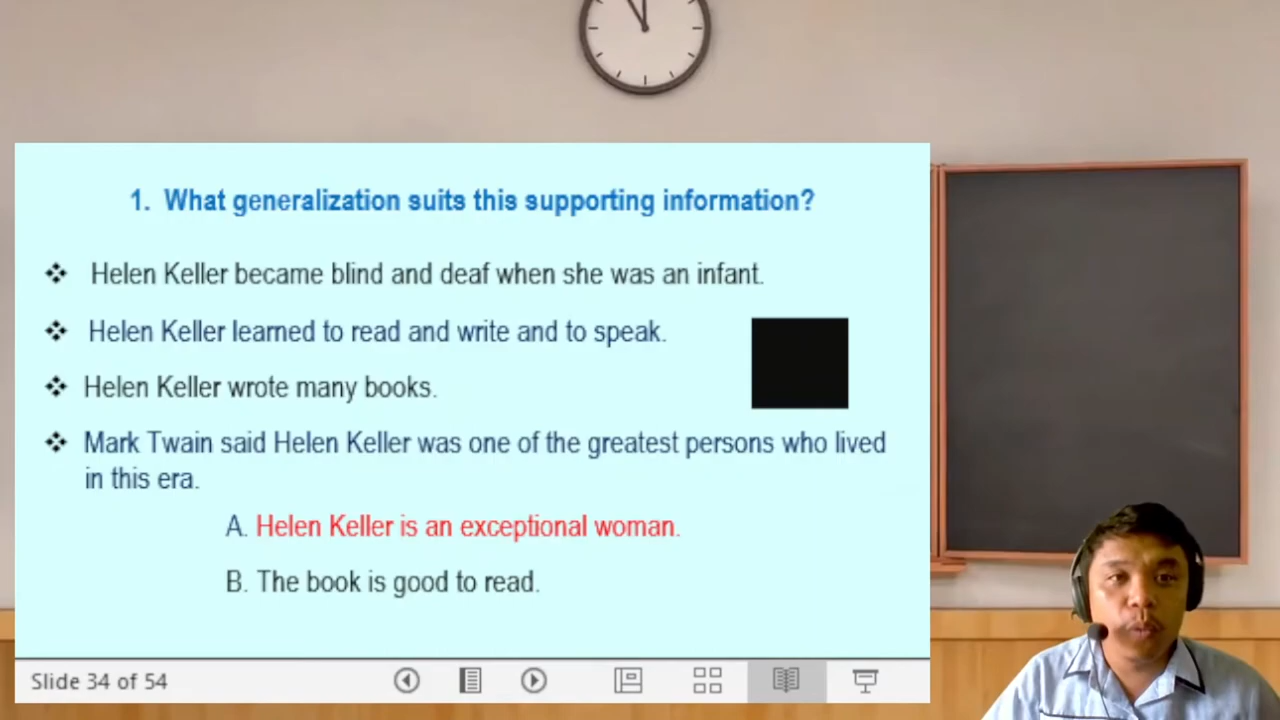 1. What generalization suits this supporting information?
❖ Helen Keller became blind and deaf when she was an infant.
❖ Helen Keller learned to read and write and to speak.
❖ Helen Keller wrote many books.
❖ Mark Twain said Helen Keller was one of the greatest persons who lived
in this era.
A. Helen Keller is an exceptional woman.
B. The book is good to read.
Slide 34 of 54